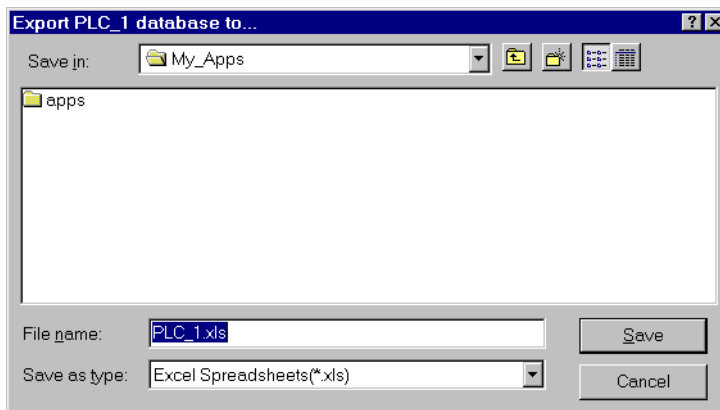 Export PLC_1 database to...
Save in: My_Apps
apps
File name: PLC_1.xls Save
Save as type: Excel Spreadsheets(*.xls) Cancel